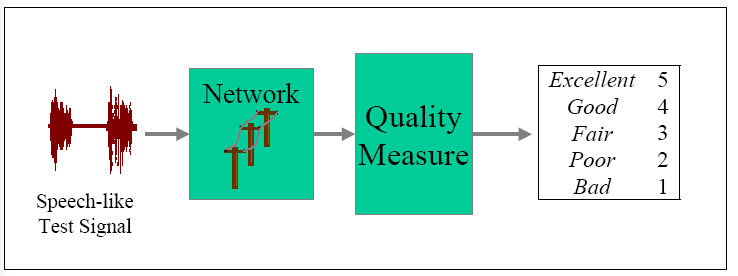 Speech-like
Test Signal
Network
Quality
Measure
Excellent 5
Good 4
Fair 3
Poor 2
Bad 1